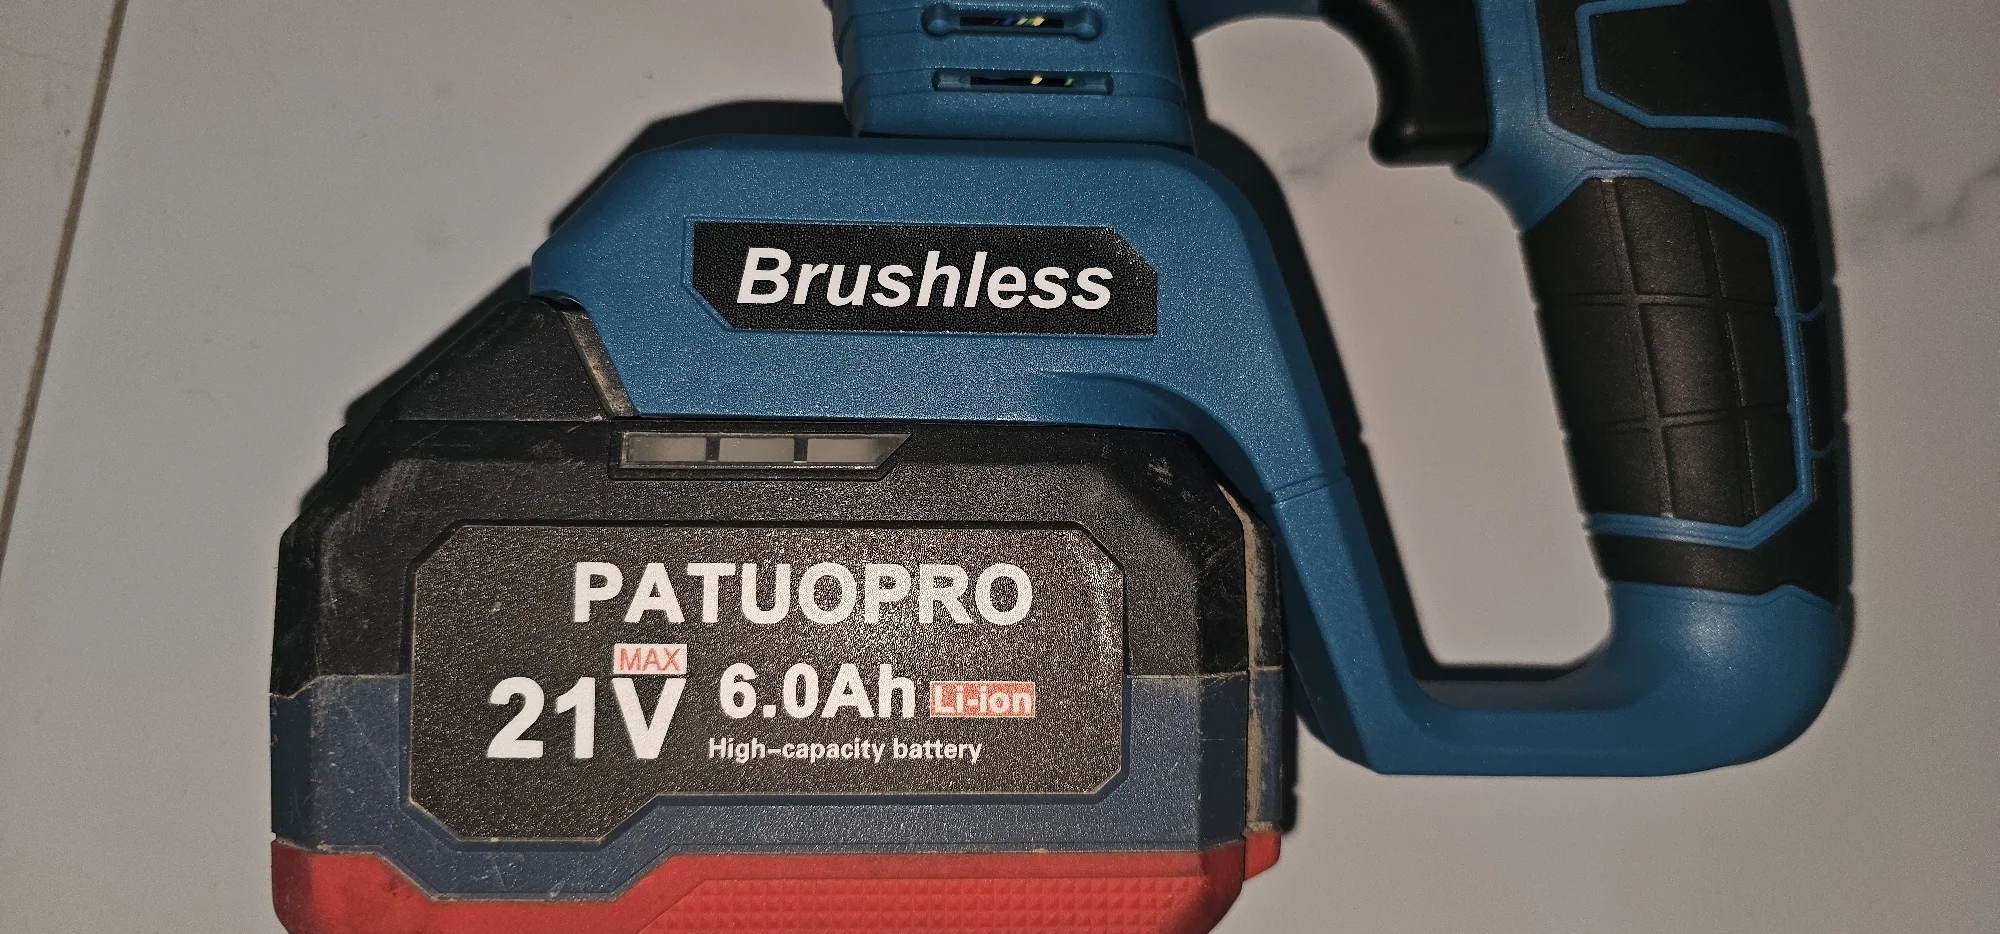 Brushless
PATUOPRO
MAX
21V 6.0Ah Li-ion
High-capacity battery